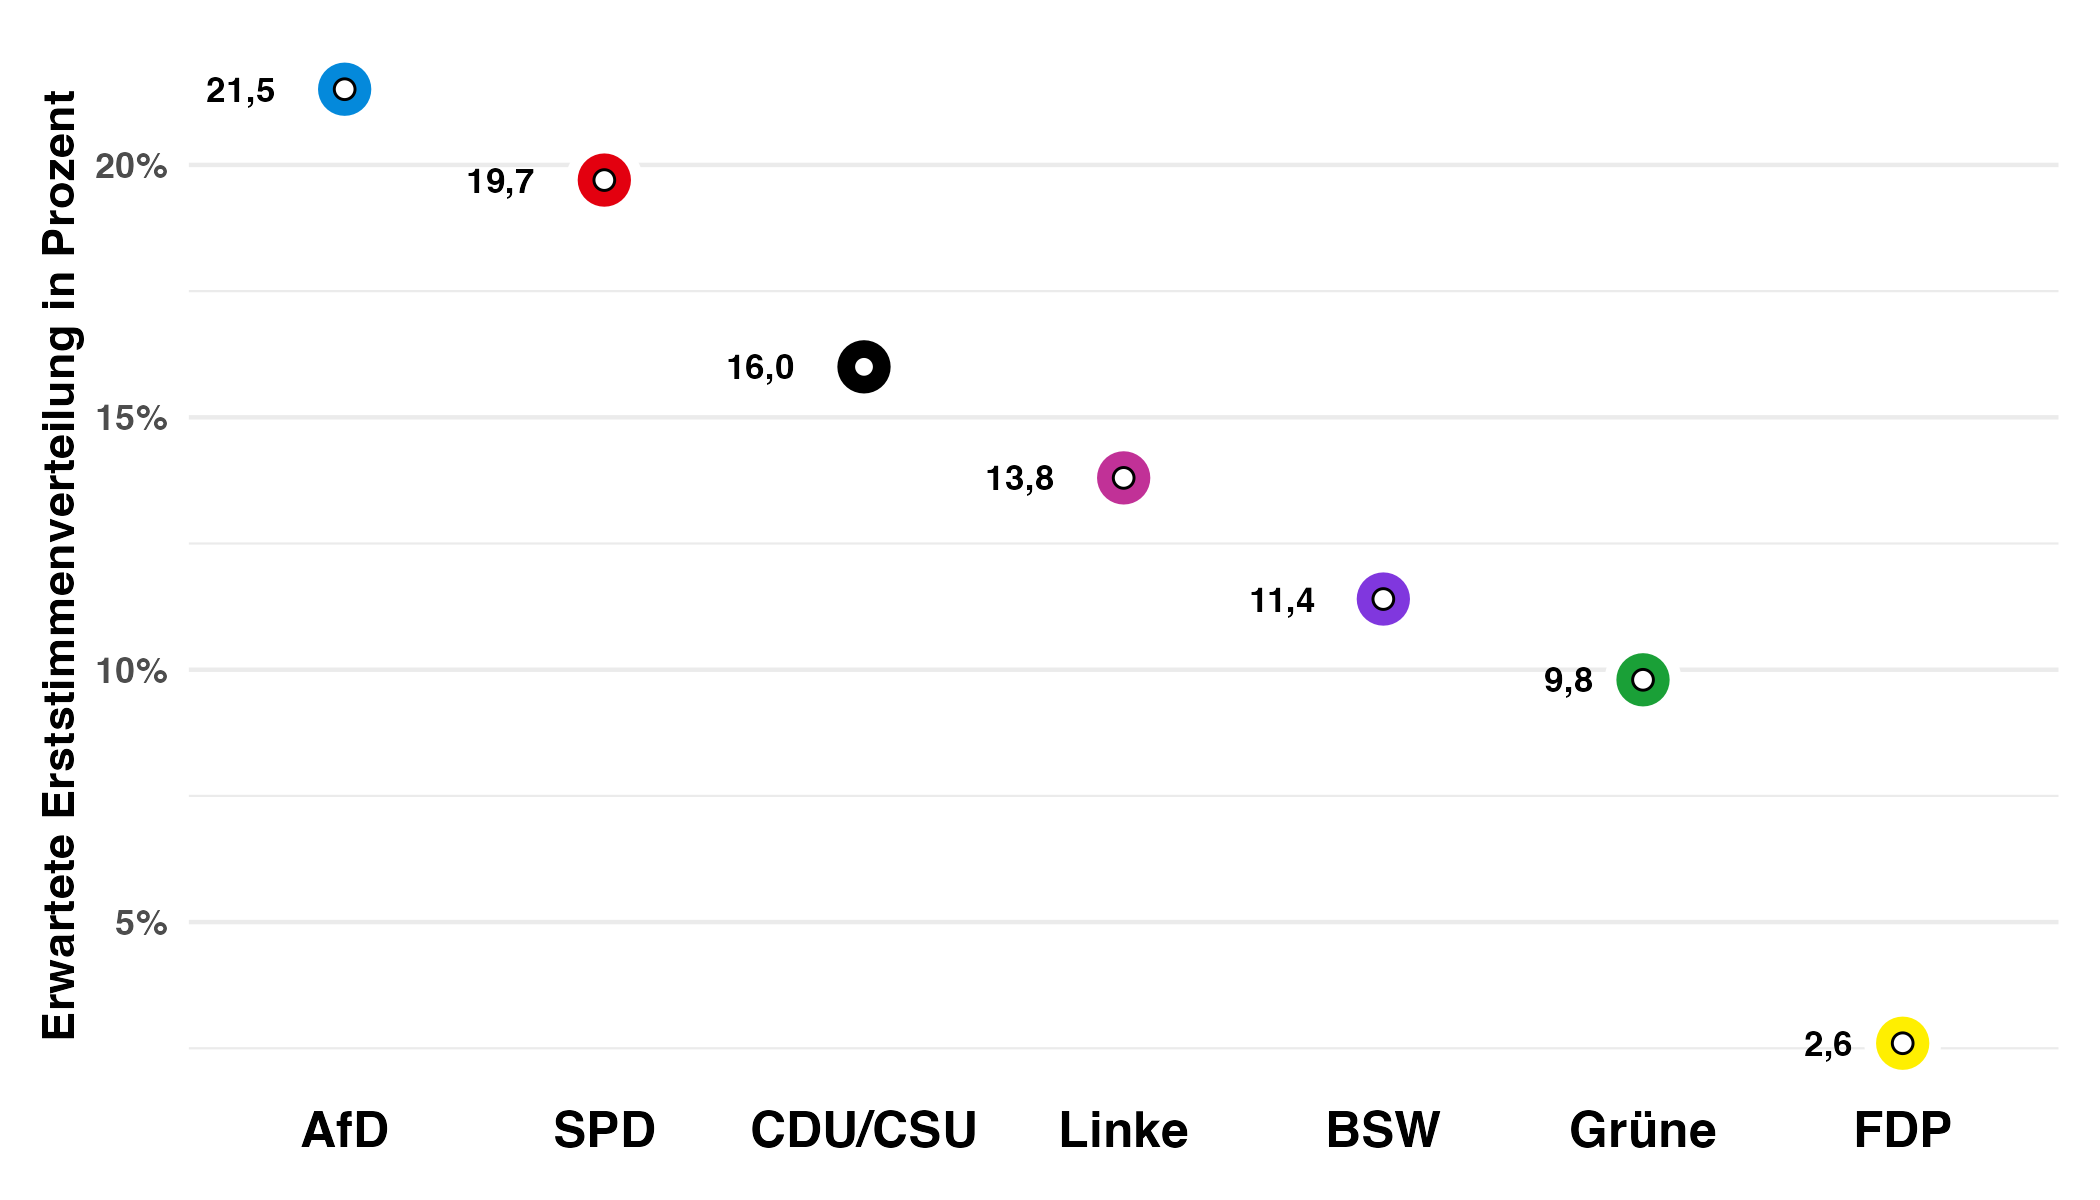 Erwartete Erststimmenverteilung in Prozent
20%
15%
10%
5%
21,5
19,7
16,0
13,8
11,4
9,8
2,6
AfD
SPD
CDU/CSU
Linke
BSW
Grüne
FDP